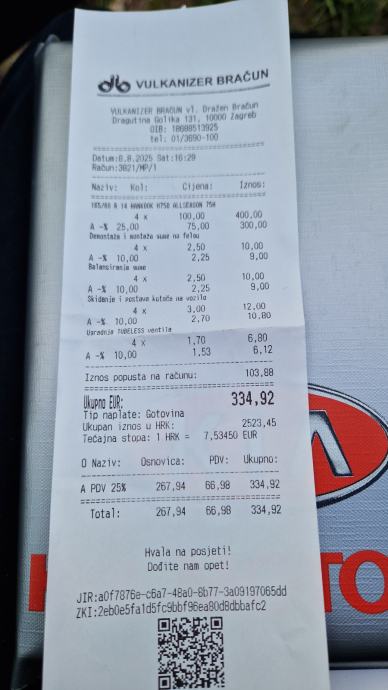 VULKANIZER BRAČUN
VULKANIZER BRAČUN vl. Dražen Bračun
Dragutina Golika 131, 10000 Zagreb
OIB: 18688513925
tel: 01/3690-100
Datum:8.8.2025 Sat:16:29
Račun:3821/MP/1
Naziv: Kol: Cijena: Iznos:
185/60 R 14 HANKOOK H750 ALLSEASON 75H
4 x 100,00 400,00
A -% 25,00 75,00 300,00
Demontaža i montaža gume na felgu
4 x 2,50 10,00
A -% 10,00 2,25 9,00
Balansiranje gume
4 x 2,50 10,00
A -% 10,00 2,25 9,00
Skidanje i postava kotača na vozilo
4 x 3,00 12,00
A -% 10,00 2,70 10,80
Ugradnja TUBELESS ventila
4 x 1,70 6,80
A -% 10,00 1,53 6,12
Iznos popusta na računu: 103,88
Ukupno EUR: 334,92
Tip naplate: Gotovina
Ukupan iznos u HRK: 2523,45
Tečajna stopa: 1 HRK = 7,53450 EUR
O Naziv: Osnovica: PDV: Ukupno:
A PDV 25% 267,94 66,98 334,92
Total: 267,94 66,98 334,92
Hvala na posjeti!
Dođite nam opet!
JIR:a0f7876e-c6a7-48a0-8b77-3a09197065dd
ZKI:2eb0e5fa1d5fc9bbf96ea80d8dbbafc2
TO